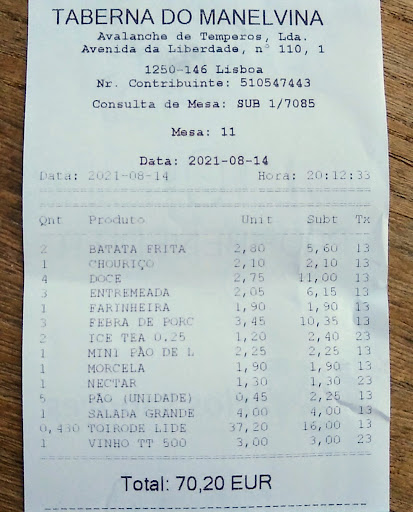 TABERNA DO MANELVINA
Avalanche de Temperos, Lda.
Avenida da Liberdade, nº 110, 1
1250-146 Lisboa
Nr. Contribuinte: 510547443
Consulta de Mesa: SUB 1/7085
Mesa: 11
Data: 2021-08-14
Data: 2021-08-14 Hora: 20:12:33
Qnt Produto Unit Subt Tx
2 BATATA FRITA 2,80 5,60 13
1 CHOURIÇO 2,10 2,10 13
4 DOCE 2,75 11,00 13
3 ENTREMEADA 2,05 6,15 13
1 FARINHEIRA 1,90 1,90 13
3 FEBRA DE PORC 3,45 10,35 13
2 ICE TEA 0.25 1,20 2,40 23
1 MINI PÃO DE L 2,25 2,25 13
1 MORCELA 1,90 1,90 13
1 NECTAR 1,30 1,30 23
5 PÃO (UNIDADE) 0,45 2,25 13
1 SALADA GRANDE 4,00 4,00 13
0,430 TOIRODE LIDE 37,20 16,00 13
1 VINHO TT 500 3,00 3,00 23
Total: 70,20 EUR